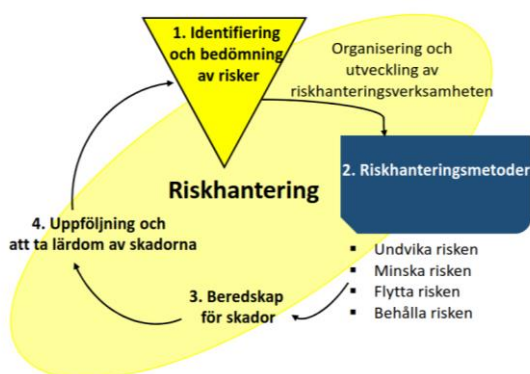 1. Identifiering
och bedömning
av risker
Organisering och
utveckling av
riskhanteringsverksamheten
2. Riskhanteringsmetoder
Riskhantering
▪ Undvika risken
▪ Minska risken
▪ Flytta risken
▪ Behålla risken
3. Beredskap
för skador
4. Uppföljning och
att ta lärdom av skadorna